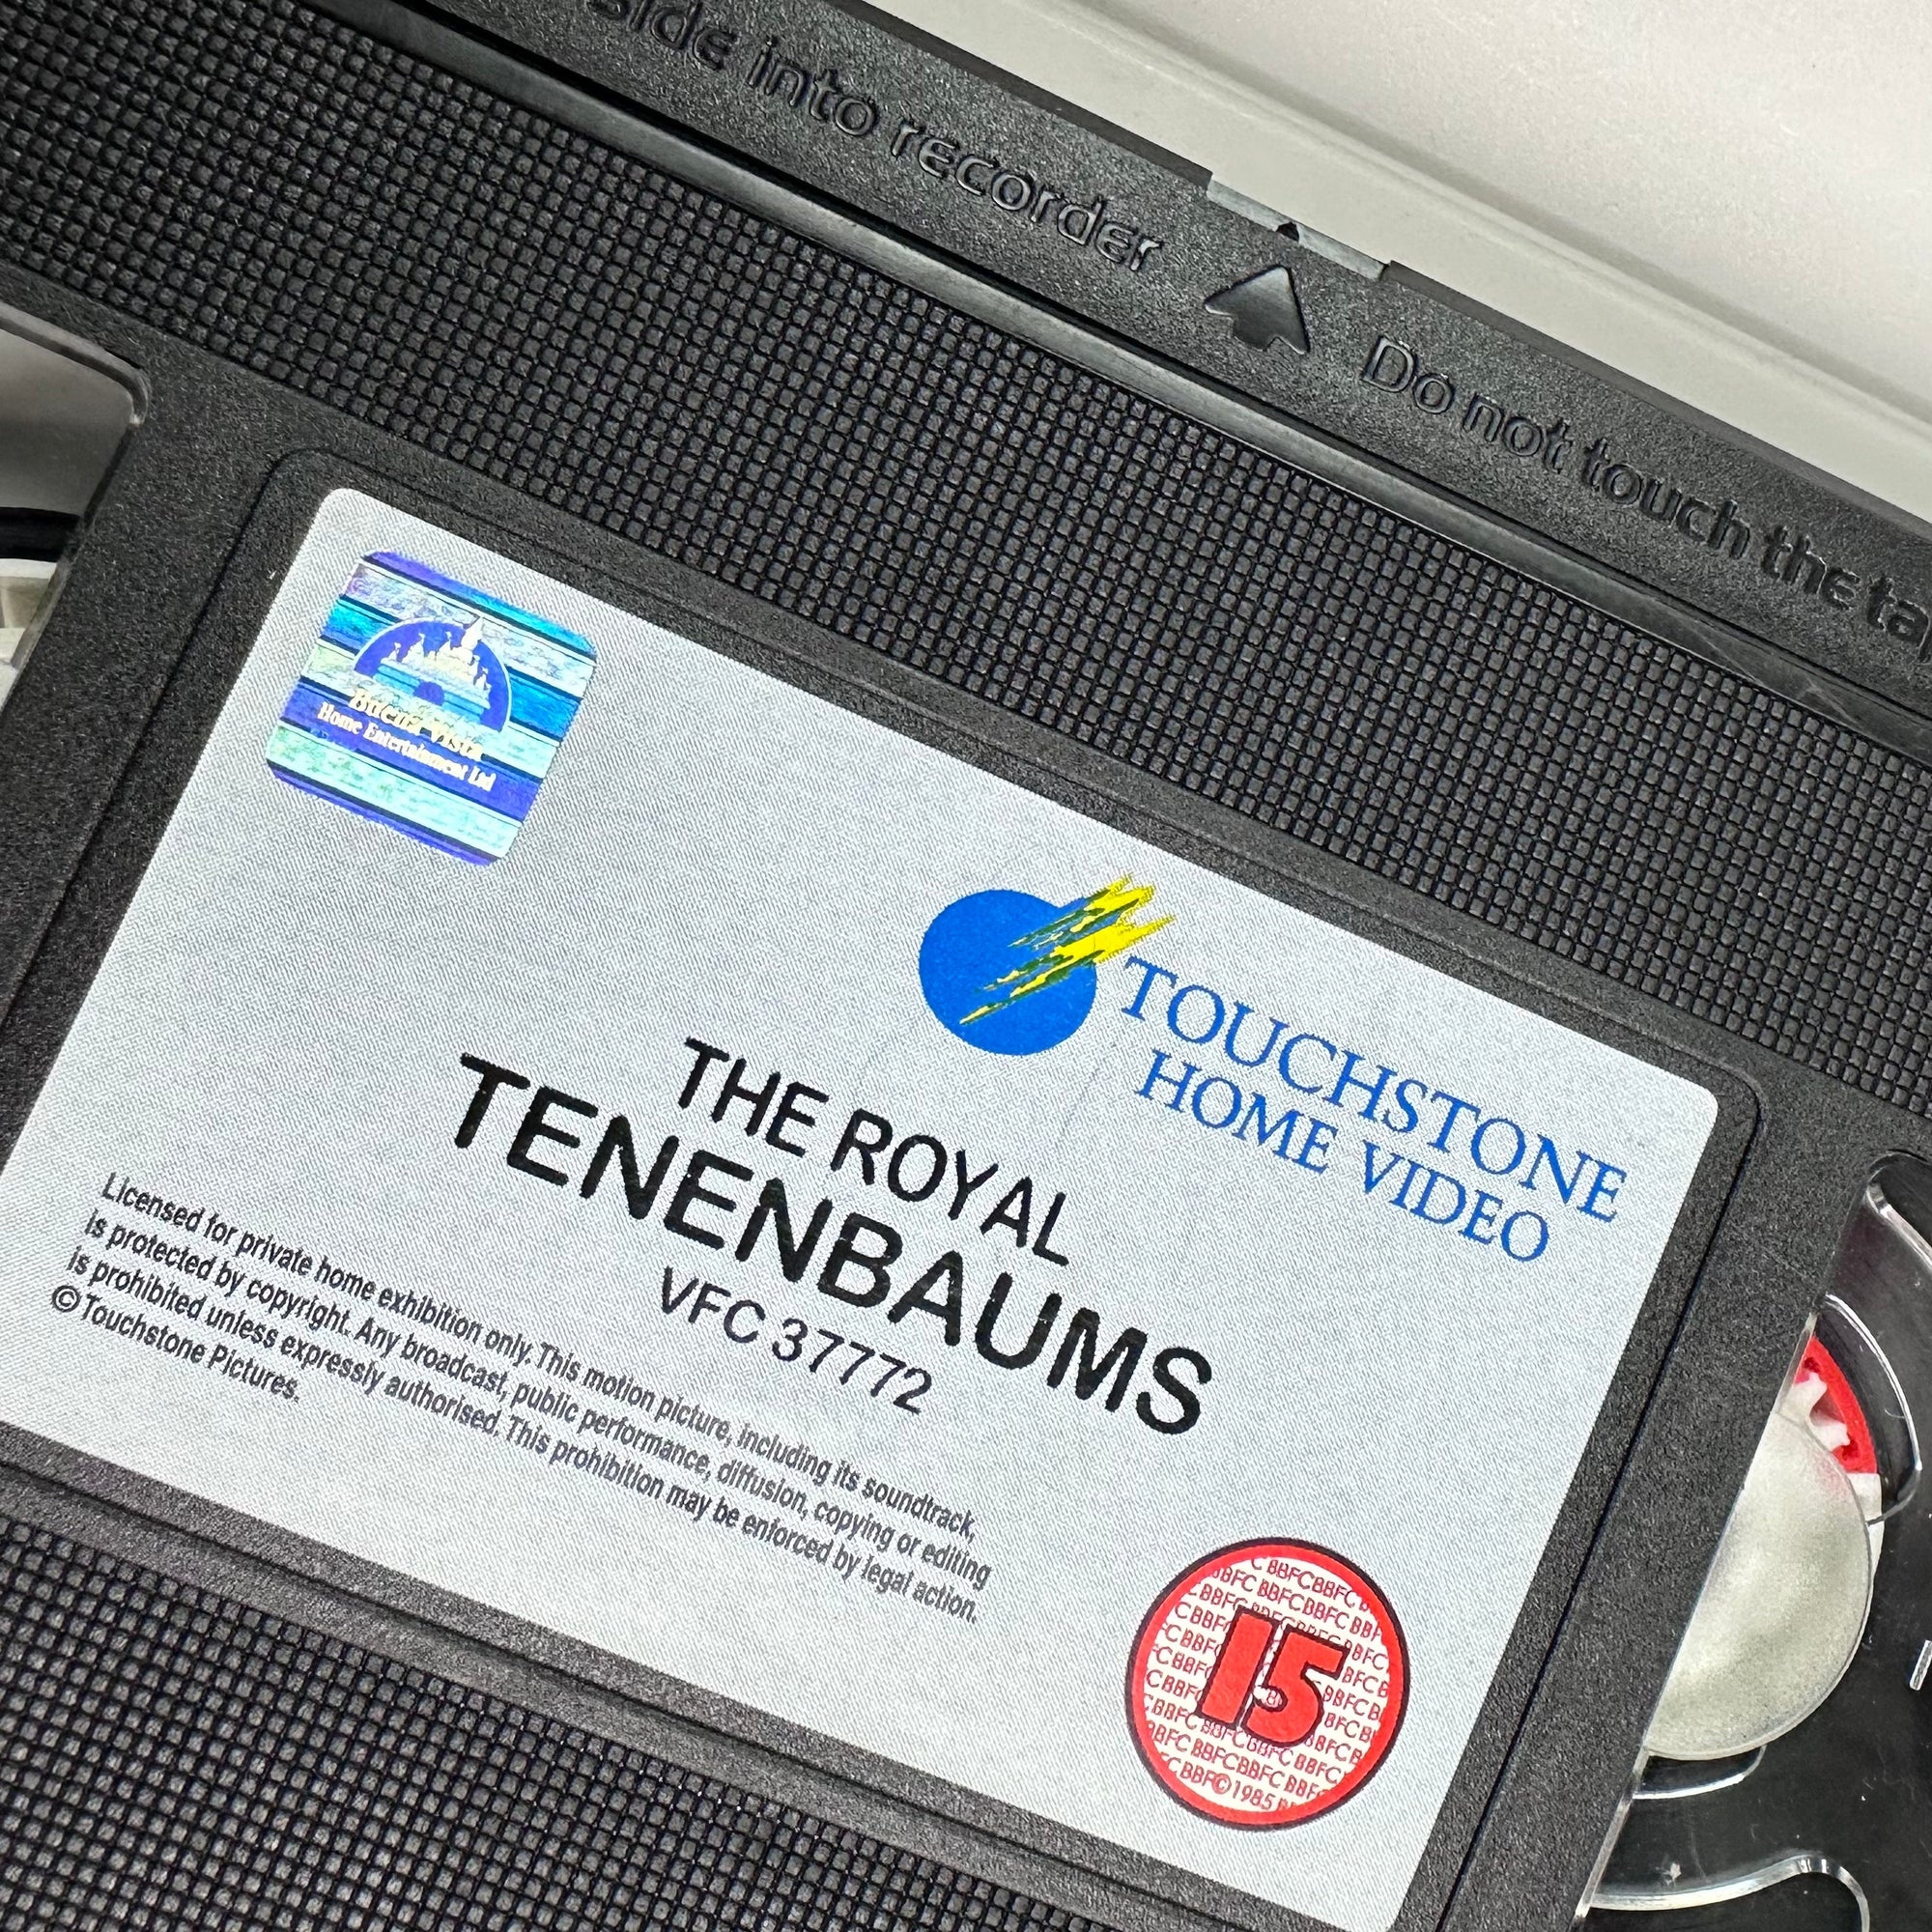 side into recorder
Do not touch the
Buena Vista
Home Entertainment Ltd
TOUCHSTONE
HOME VIDEO
THE ROYAL
TENENBAUMS
VFC 37772
Licensed for private home exhibition only. This motion picture, including its soundtrack,
is protected by copyright. Any broadcast, public performance, diffusion, copying or editing
is prohibited unless expressly authorised. This prohibition may be enforced by legal action.
© Touchstone Pictures.
15
BBFC © 1985